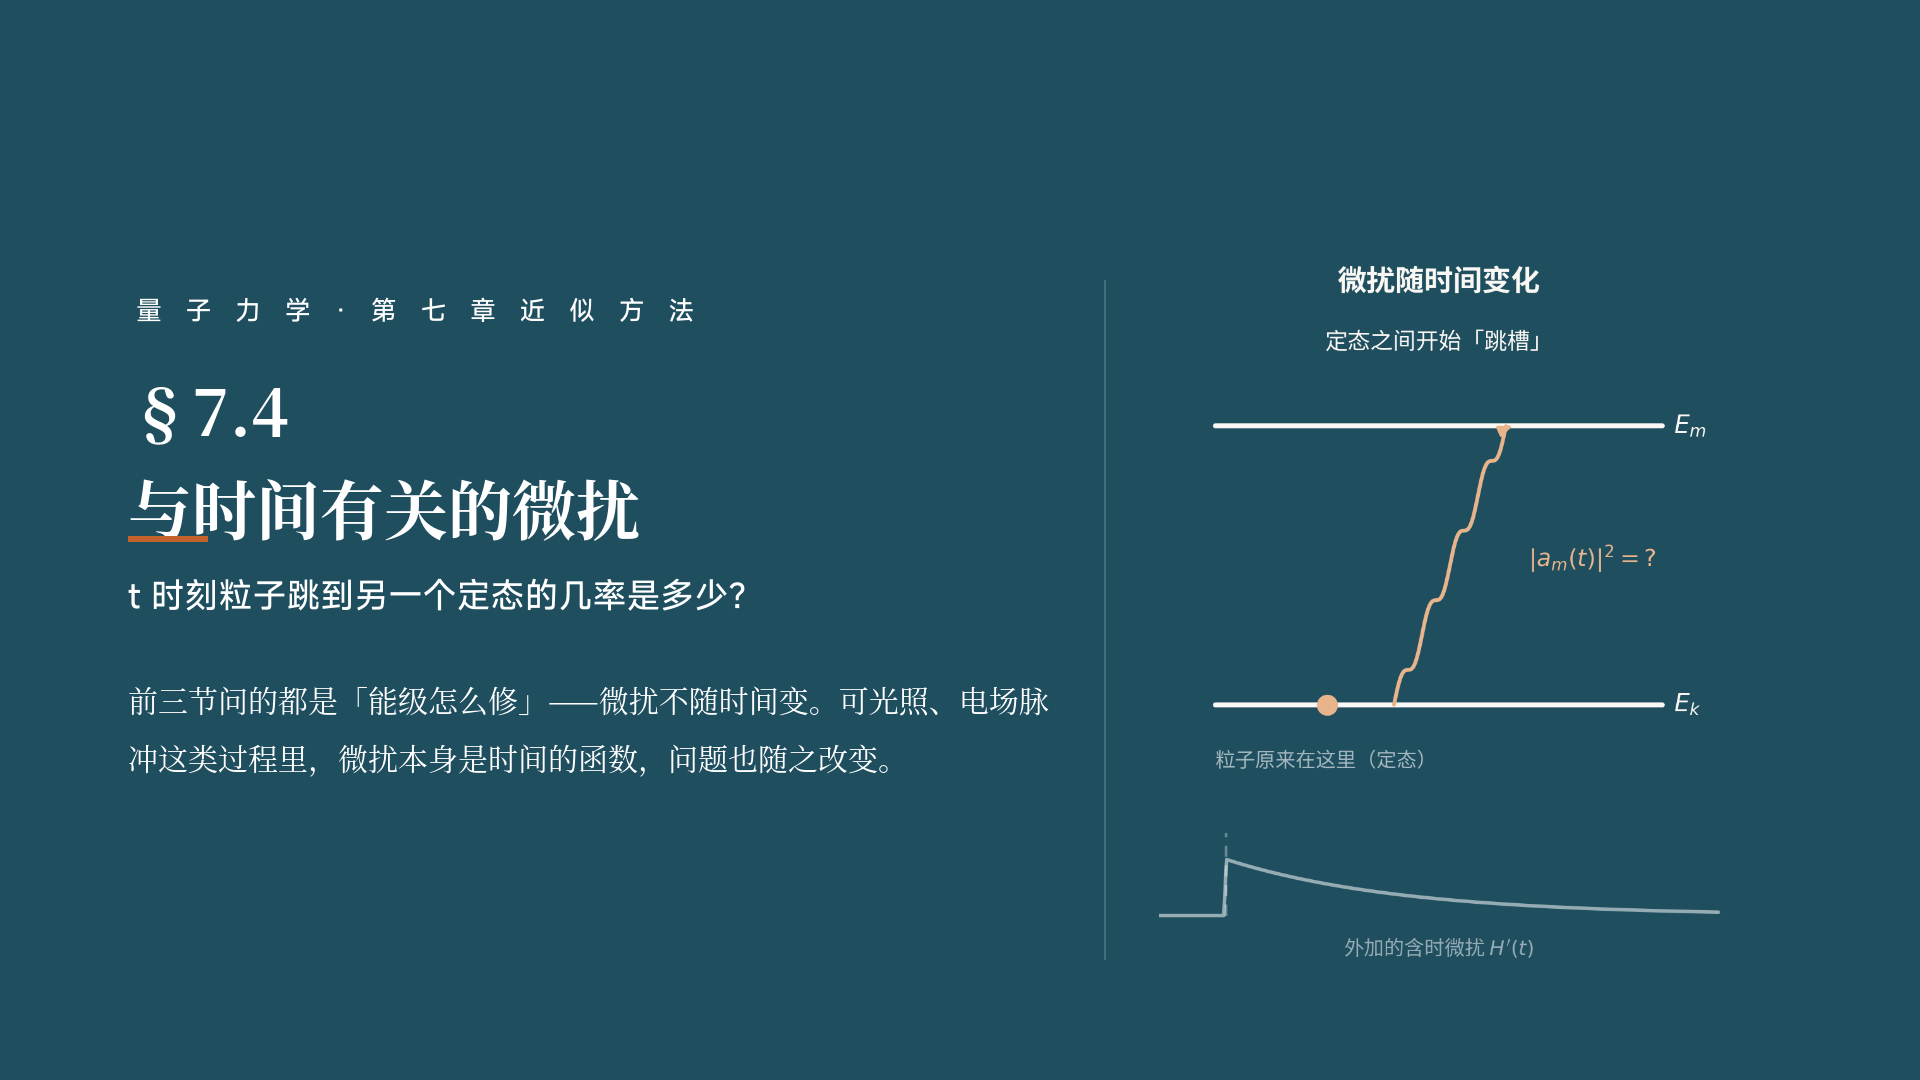 量子力学·第七章近似方法
§7.4
与时间有关的微扰
t 时刻粒子跳到另一个定态的几率是多少？
前三节问的都是「能级怎么修」——微扰不随时间变。可光照、电场脉
冲这类过程里，微扰本身是时间的函数，问题也随之改变。
微扰随时间变化
定态之间开始「跳槽」
E_m
|a_m(t)|^2 = ?
E_k
粒子原来在这里（定态）
外加的含时微扰 H′(t)